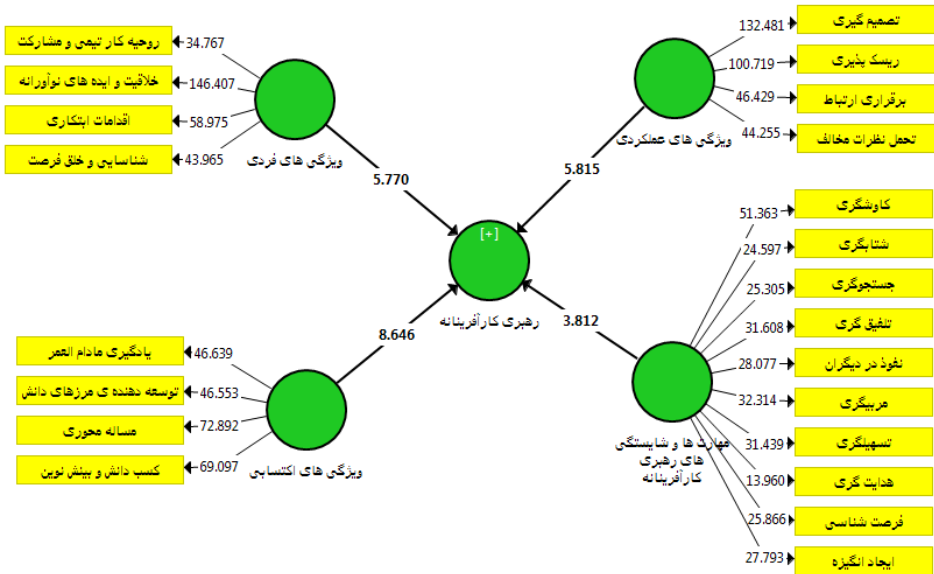 روحیه کار تیمی و مشارکت
34.767
خلاقیت و ایده های نوآورانه
146.407
اقدامات ابتکاری
58.975
شناسایی و خلق فرصت
43.965
ویژگی های فردی
5.770
تصمیم گیری
132.481
ریسک پذیری
100.719
برقراری ارتباط
46.429
تحمل نظرات مخالف
44.255
ویژگی های عملکردی
5.815
[+]
رهبری کارآفرینانه
8.646
3.812
یادگیری مادام العمر
46.639
توسعه دهنده ی مرزهای دانش
46.553
مساله محوری
72.892
کسب دانش و بینش نوین
69.097
ویژگی های اکتسابی
کاوشگری
51.363
شتابگری
24.597
جستجوگری
25.305
تلفیق گری
31.608
نفوذ در دیگران
28.077
مربیگری
32.314
تسهیلگری
31.439
هدایت گری
13.960
فرصت شناسی
25.866
ایجاد انگیزه
27.793
مهارت ها و شایستگی
های رهبری
کارآفرینانه